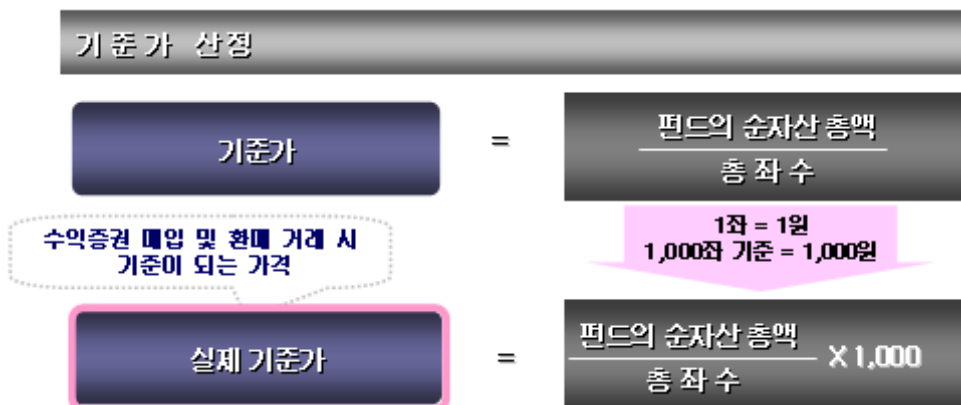 기준가 산정
기준가
=
펀드의 순자산 총액
총 좌 수
수익증권 매입 및 환매 거래 시
기준이 되는 가격
1좌 = 1원
1,000좌 기준 = 1,000원
실제 기준가
=
펀드의 순자산 총액
총 좌 수
X 1,000